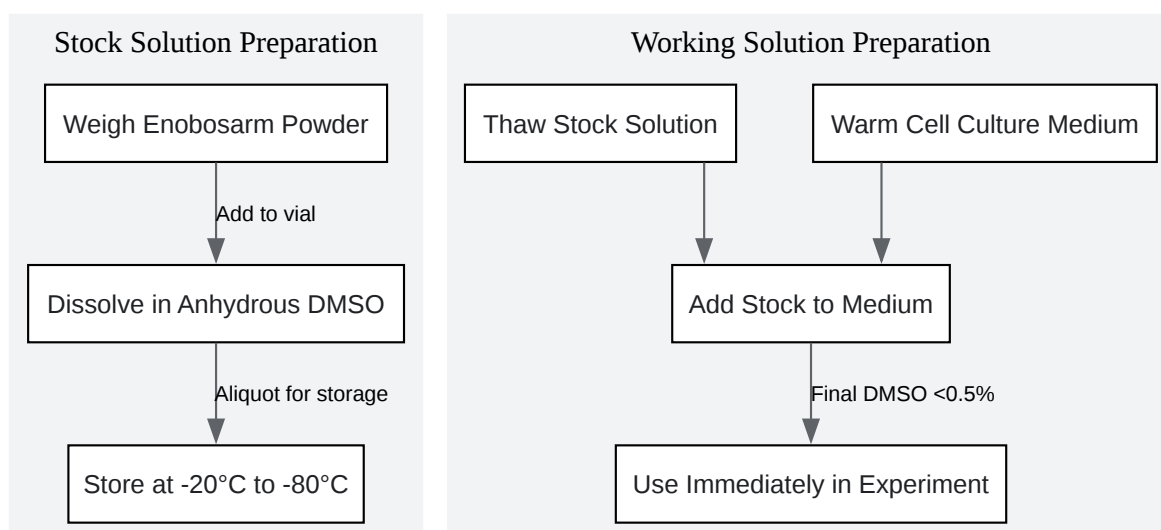 Stock Solution Preparation
Weigh Enobosarm Powder
Add to vial
Dissolve in Anhydrous DMSO
Aliquot for storage
Store at -20°C to -80°C
Working Solution Preparation
Thaw Stock Solution
Warm Cell Culture Medium
Add Stock to Medium
Final DMSO <0.5%
Use Immediately in Experiment